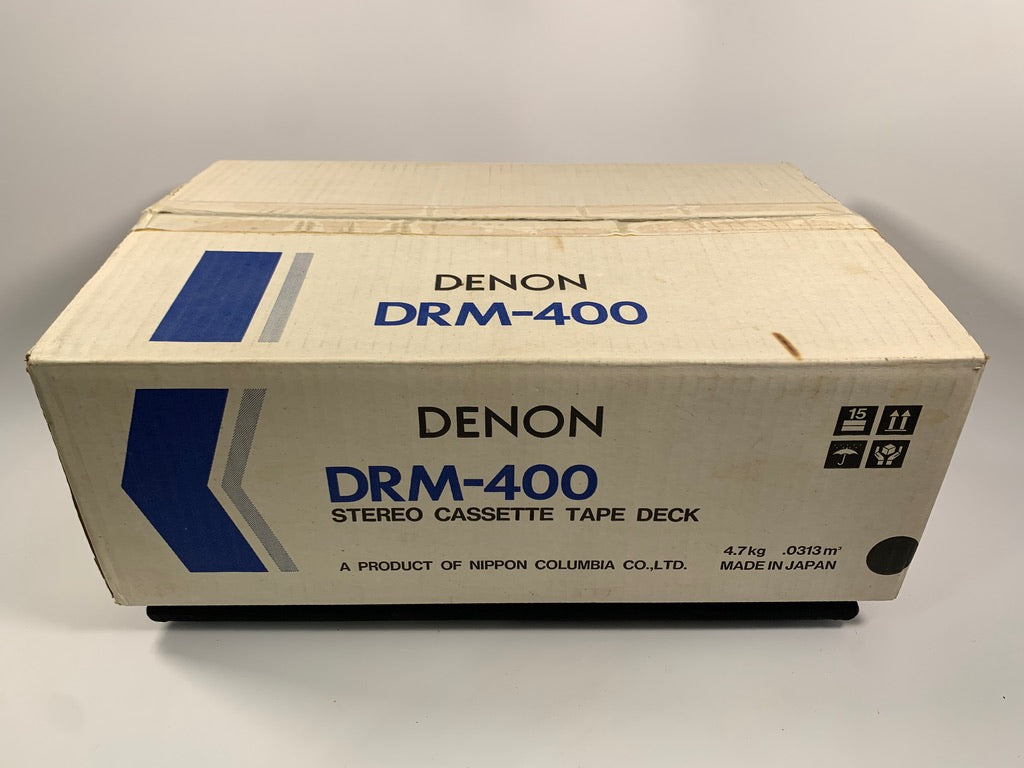 DENON
DRM-400
DENON
DRM-400
STEREO CASSETTE TAPE DECK
A PRODUCT OF NIPPON COLUMBIA CO.,LTD.
15
4.7kg .0313m³
MADE IN JAPAN